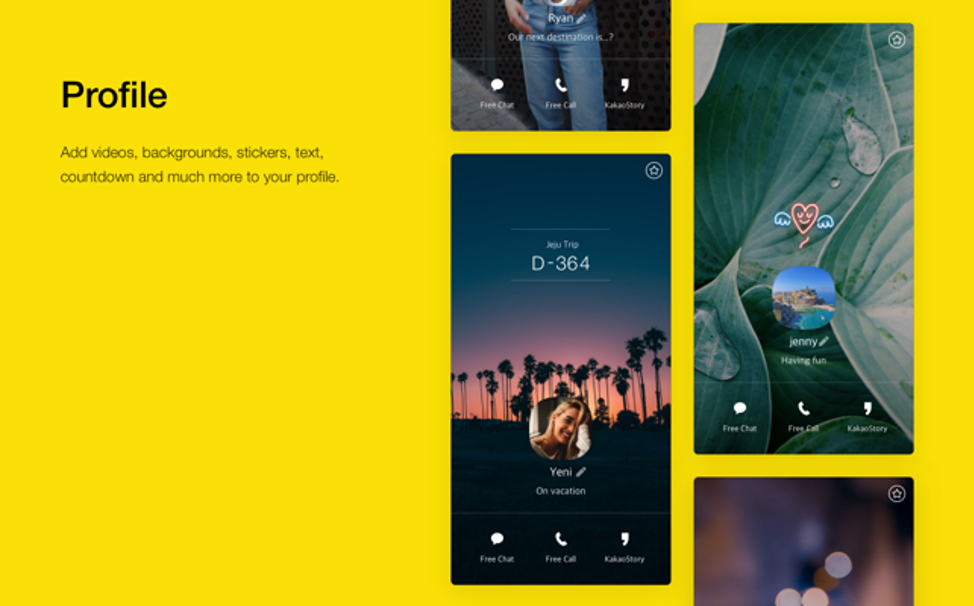 Profile
Add videos, backgrounds, stickers, text,
countdown and much more to your profile.
Ryan
Our next destination is...?
Free Chat
Free Call
KakaoStory
Jeju Trip
D-364
Yeni
On vacation
Free Chat
Free Call
KakaoStory
jenny
Having fun
Free Chat
Free Call
KakaoStory